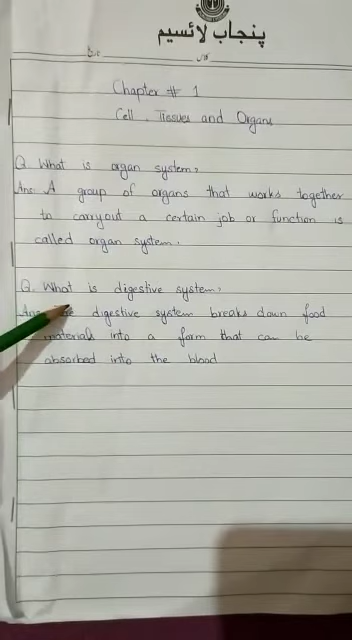 پنجاب لائسیم
Chapter # 1
Cell, Tissues and Organs
Q. What is organ system?
Ans: A group of organs that works together
to carryout a certain job or function is
called organ system.
Q. What is digestive system?
digestive system breaks down food
materials into a form that can be
absorbed into the blood